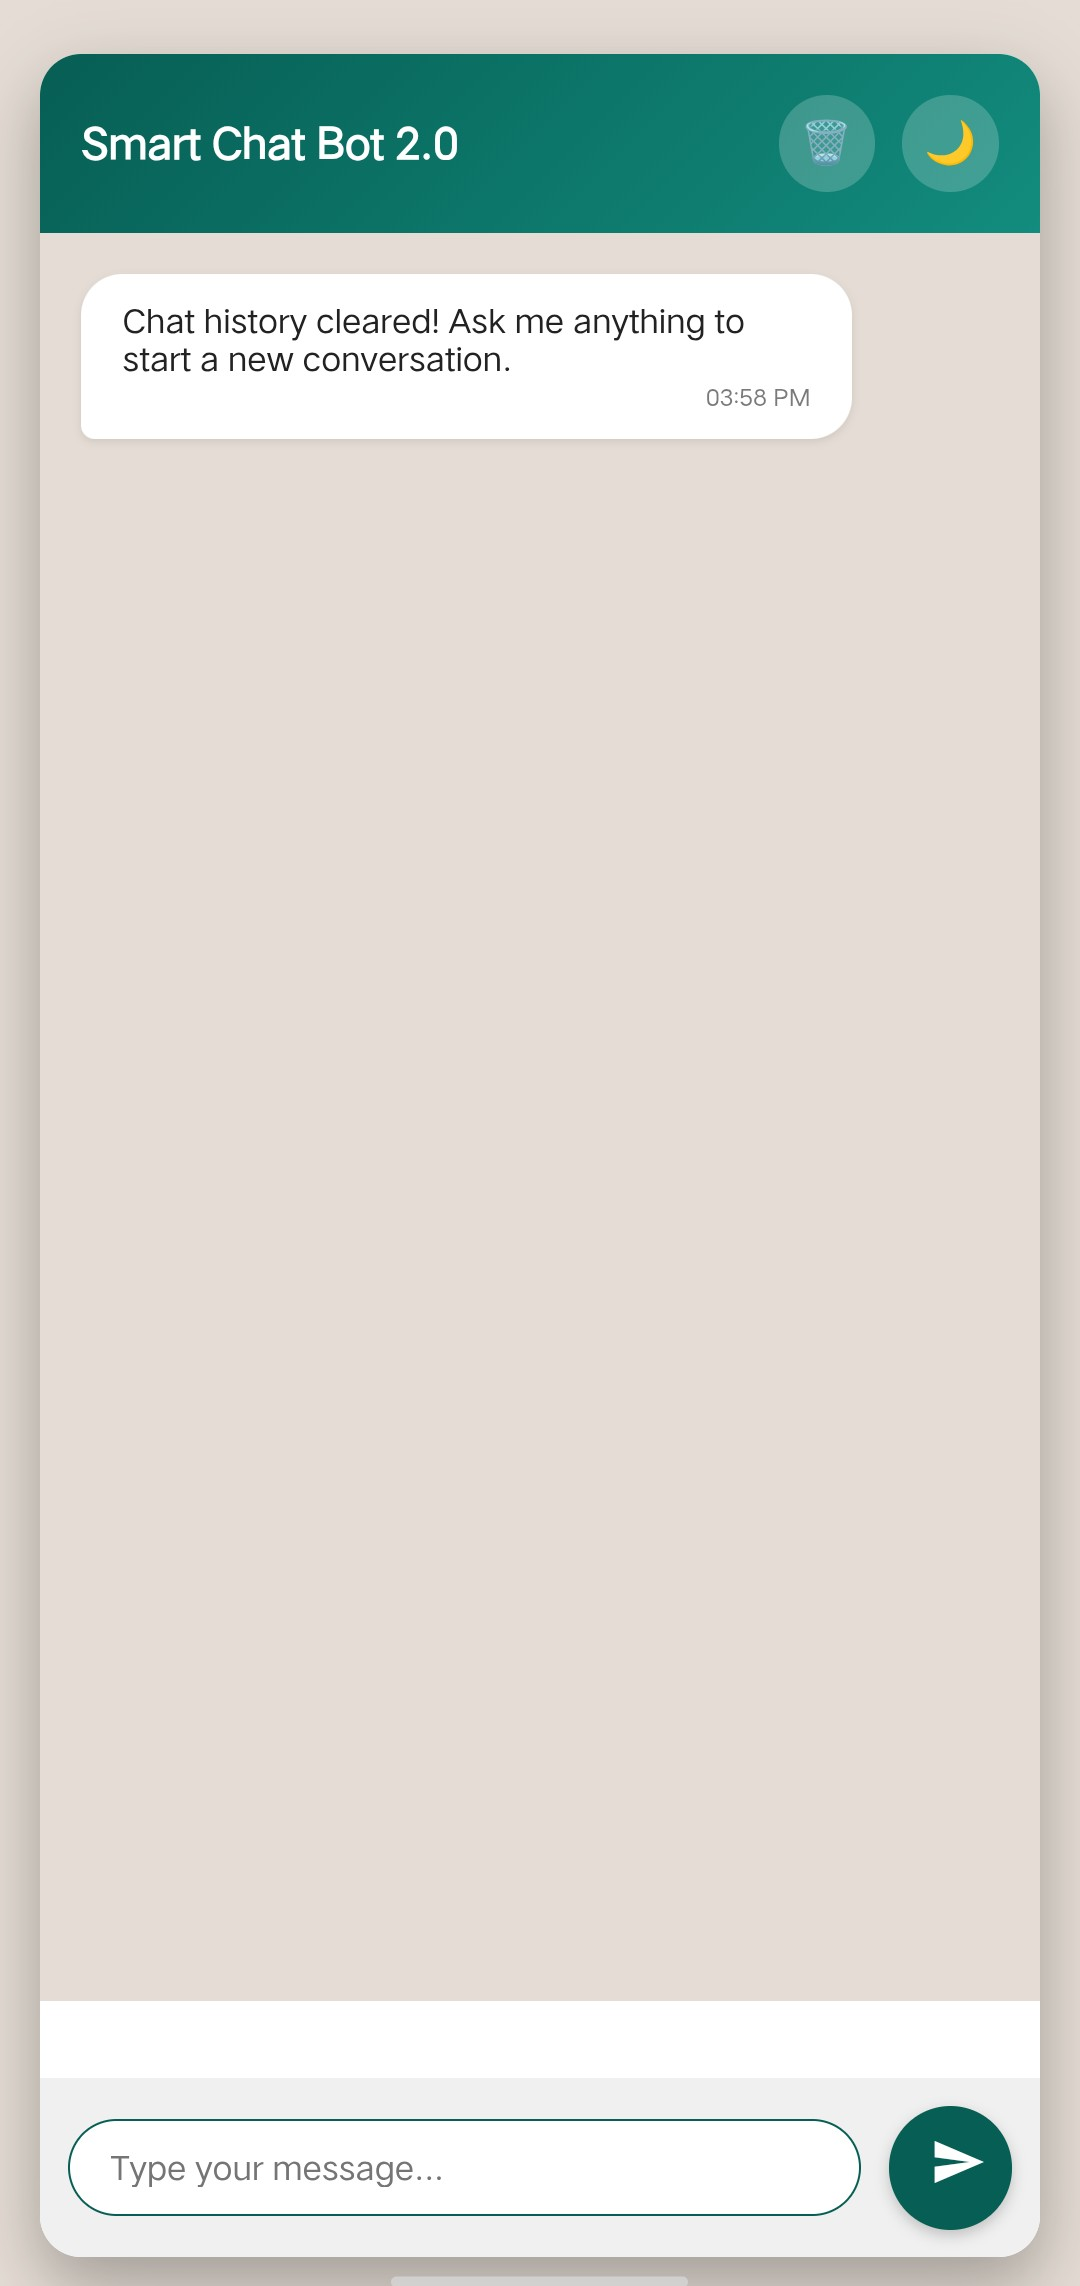 Smart Chat Bot 2.0
Chat history cleared! Ask me anything to
start a new conversation.
03:58 PM
Type your message...